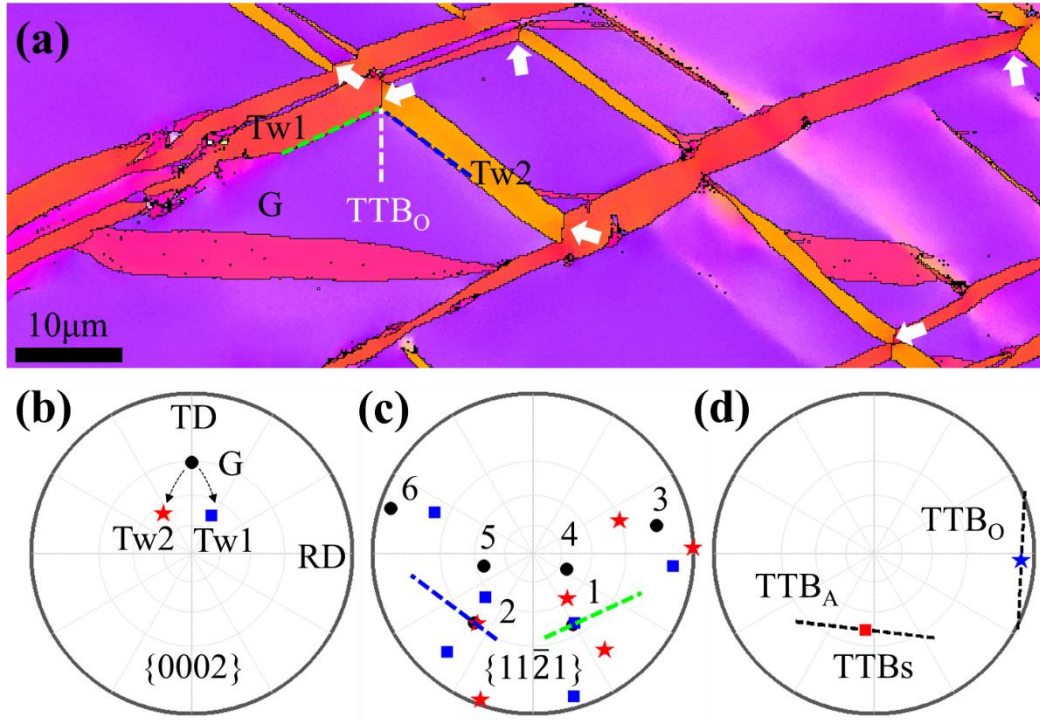 (a)
Tw1
Tw2
G
TTBO
10μm
(b)
TD
G
Tw2
Tw1
RD
{0002}
(c)
6
3
5
4
2
1
{112̅1}
(d)
TTBO
TTBA
TTBs